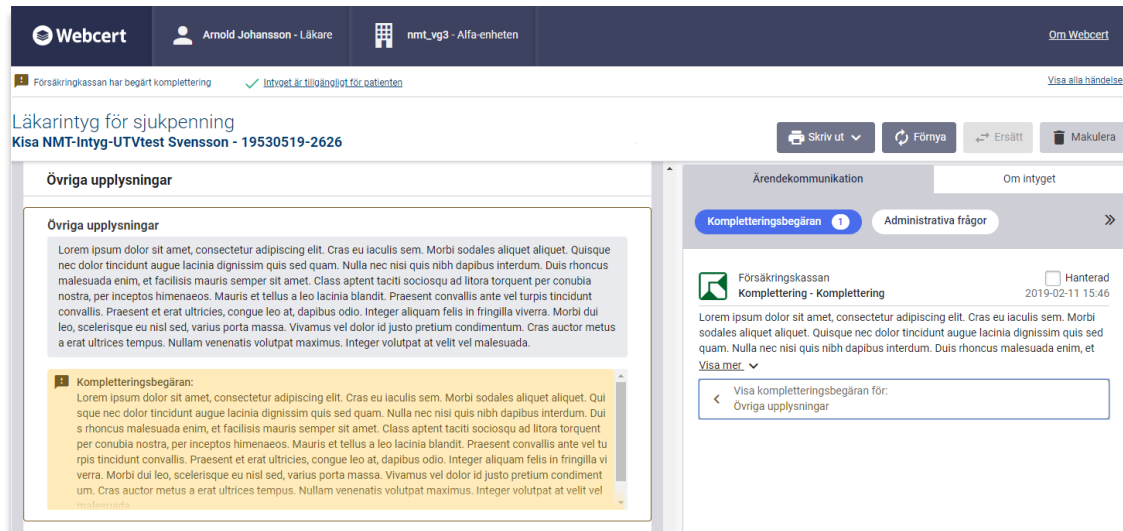 Webcert
Arnold Johansson - Läkare
nmt_vg3 - Alfa-enheten
Om Webcert
Försäkringkassan har begärt komplettering
Intyget är tillgängligt för patienten
Visa alla händelse
Läkarintyg för sjukpenning
Kisa NMT-Intyg-UTVtest Svensson - 19530519-2626
Skriv ut
Förnya
Ersätt
Makulera
Övriga upplysningar
Övriga upplysningar
Lorem ipsum dolor sit amet, consectetur adipiscing elit. Cras eu iaculis sem. Morbi sodales aliquet aliquet. Quisque
nec dolor tincidunt augue lacinia dignissim quis sed quam. Nulla nec nisi quis nibh dapibus interdum. Duis rhoncus
malesuada enim, et facilisis mauris semper sit amet. Class aptent taciti sociosqu ad litora torquent per conubia
nostra, per inceptos himenaeos. Mauris et tellus a leo lacinia blandit. Praesent convallis ante vel turpis tincidunt
convallis. Praesent et erat ultricies, congue leo at, dapibus odio. Integer aliquam felis in fringilla viverra. Morbi dui
leo, scelerisque eu nisl sed, varius porta massa. Vivamus vel dolor id justo pretium condimentum. Cras auctor metus
a erat ultrices tempus. Nullam venenatis volutpat maximus. Integer volutpat at velit vel malesuada.
Kompletteringsbegäran:
Lorem ipsum dolor sit amet, consectetur adipiscing elit. Cras eu iaculis sem. Morbi sodales aliquet aliquet. Qui
sque nec dolor tincidunt augue lacinia dignissim quis sed quam. Nulla nec nisi quis nibh dapibus interdum. Dui
s rhoncus malesuada enim, et facilisis mauris semper sit amet. Class aptent taciti sociosqu ad litora torquent
per conubia nostra, per inceptos himenaeos. Mauris et tellus a leo lacinia blandit. Praesent convallis ante vel tu
rpis tincidunt convallis. Praesent et erat ultricies, congue leo at, dapibus odio. Integer aliquam felis in fringilla vi
verra. Morbi dui leo, scelerisque eu nisl sed, varius porta massa. Vivamus vel dolor id justo pretium condiment
um. Cras auctor metus a erat ultrices tempus. Nullam venenatis volutpat maximus. Integer volutpat at velit vel
malesuada
Ärendekommunikation
Om intyget
Kompletteringsbegäran 1
Administrativa frågor
Försäkringskassan
Hanterad
Komplettering - Komplettering
2019-02-11 15:46
Lorem ipsum dolor sit amet, consectetur adipiscing elit. Cras eu iaculis sem. Morbi
sodales aliquet aliquet. Quisque nec dolor tincidunt augue lacinia dignissim quis sed
quam. Nulla nec nisi quis nibh dapibus interdum. Duis rhoncus malesuada enim, et
Visa mer
Visa kompletteringsbegäran för:
Övriga upplysningar